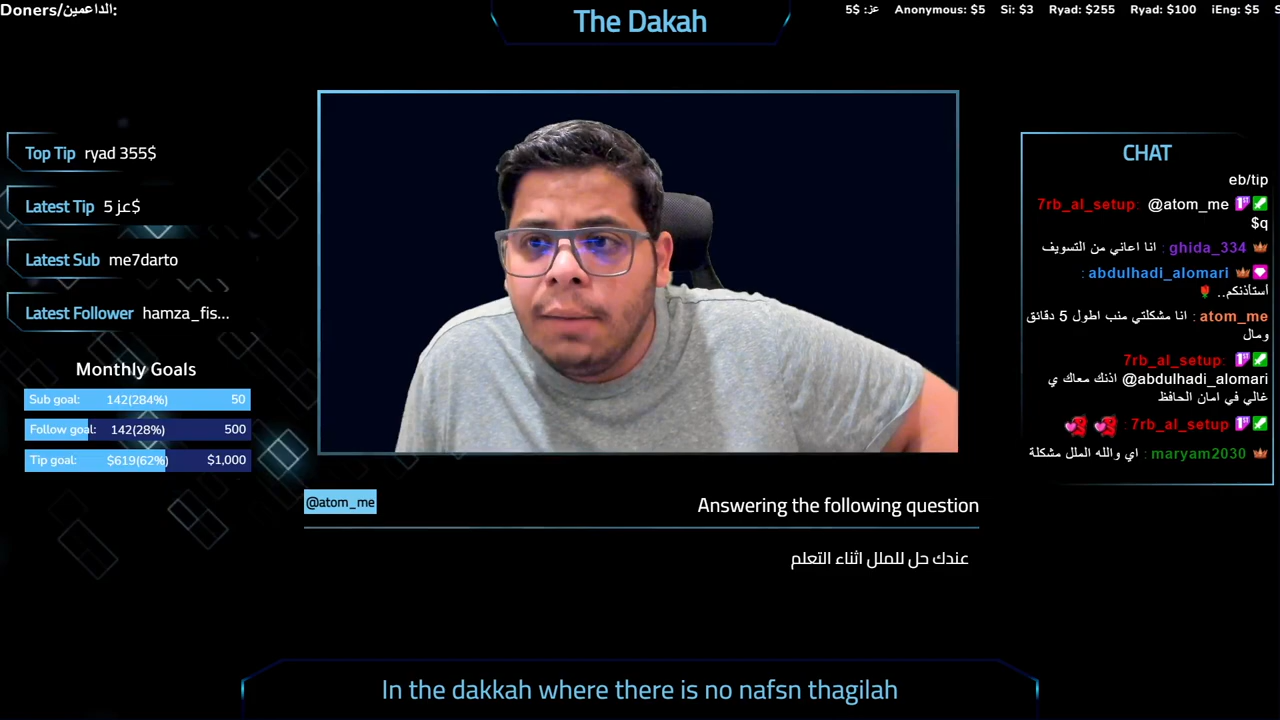 Doners/الداعمين:
عز: $5 Anonymous: $5 Si: $3 Ryad: $255 Ryad: $100 iEng: $5 S
The Dakah
Top Tip ryad 355$
Latest Tip عز 5$
Latest Sub me7darto
Latest Follower hamza_fis...
Monthly Goals
Sub goal: 142(284%) 50
Follow goal: 142(28%) 500
Tip goal: $619(62%) $1,000
CHAT
eb/tip
7rb_al_setup: @atom_me
$q
ghida_334 : انا اعاني من التسويف
abdulhadi_alomari :
أستأذنكم..
atom_me : انا مشكلتي منب اطول 5 دقائق
ومال
7rb_al_setup:
@abdulhadi_alomari اذنك معاك ي
غالي في امان الحافظ
7rb_al_setup :
maryam2030 : اي والله الملل مشكلة
@atom_me
Answering the following question
عندك حل للملل اثناء التعلم
In the dakkah where there is no nafsn thagilah